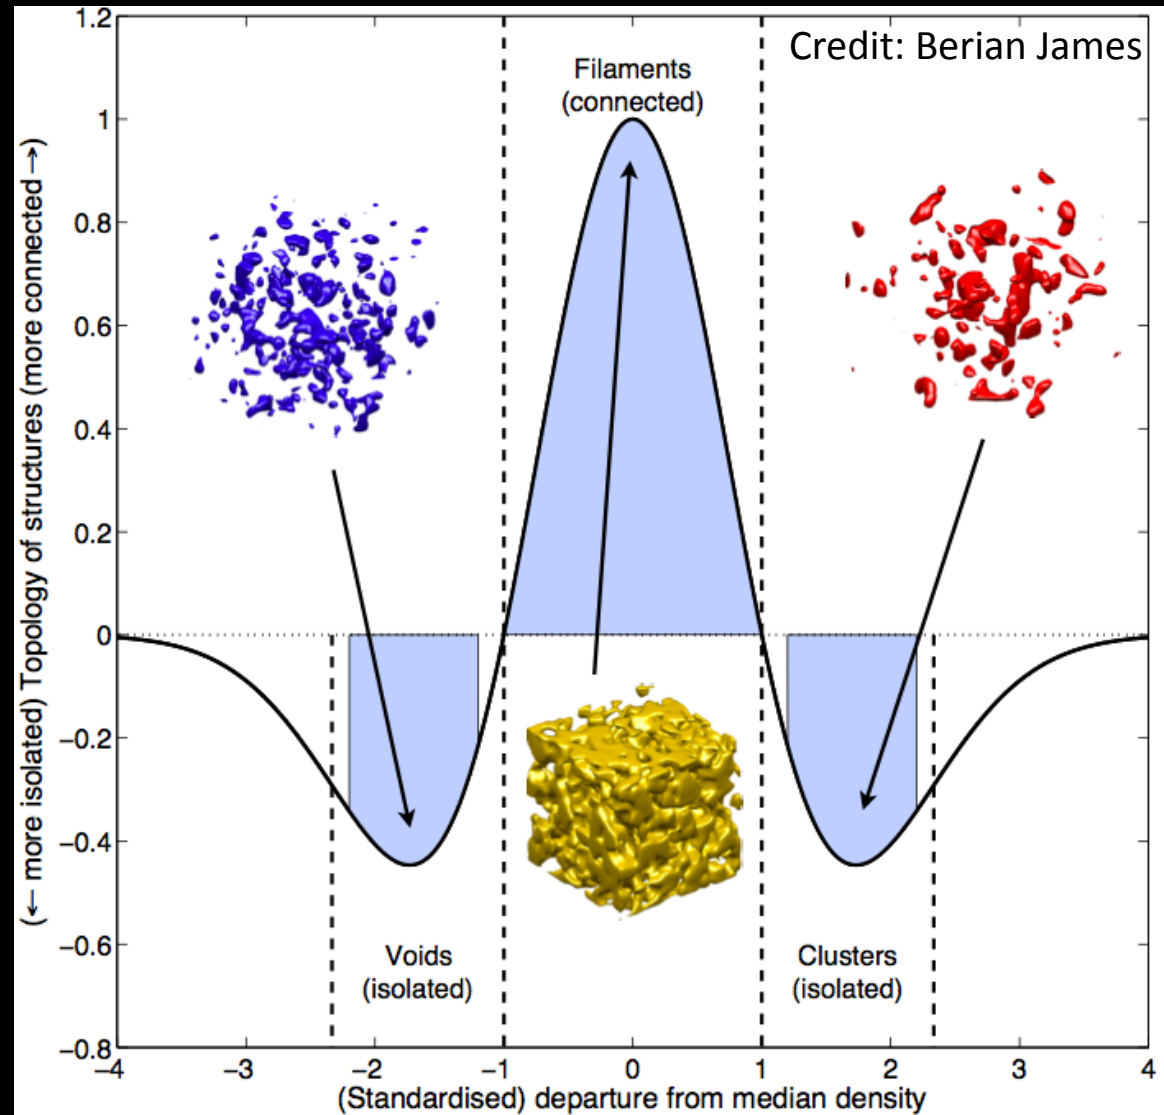 Credit: Berian James
Filaments
(connected)
Voids
(isolated)
Clusters
(isolated)
(← more isolated) Topology of structures (more connected →)
1.2
1
0.8
0.6
0.4
0.2
0
−0.2
−0.4
−0.6
−0.8
−4
−3
−2
−1
0
1
2
3
4
(Standardised) departure from median density